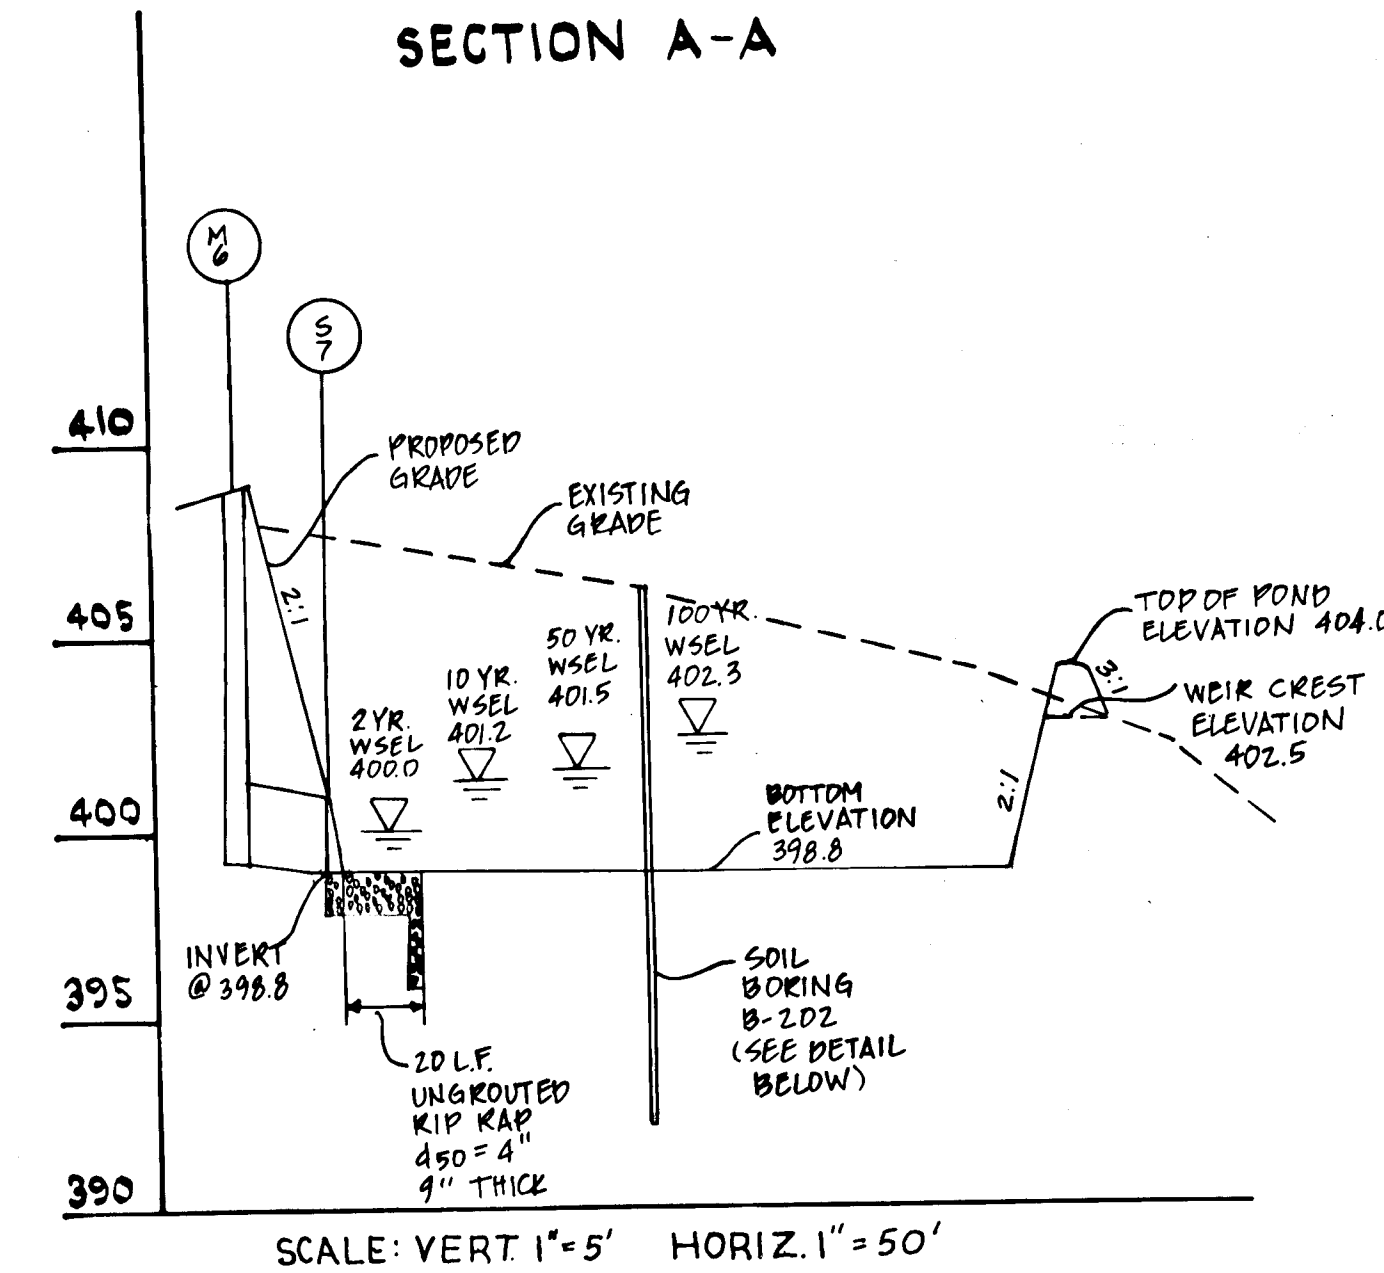 SECTION A-A
M
6
S
7
410
PROPOSED
GRADE
EXISTING
GRADE
2:1
405
100 YR.
WSEL
402.3
50 YR.
WSEL
401.5
10 YR.
WSEL
401.2
2 YR.
WSEL
400.0
TOP OF POND
ELEVATION 404.0
3:1
WEIR CREST
ELEVATION
402.5
2:1
400
BOTTOM
ELEVATION
398.8
INVERT
@ 398.8
395
SOIL
BORING
B-202
(SEE DETAIL
BELOW)
20 L.F.
UNGROUTED
RIP RAP
d50 = 4"
9" THICK
390
SCALE: VERT. 1"=5' HORIZ. 1"=50'